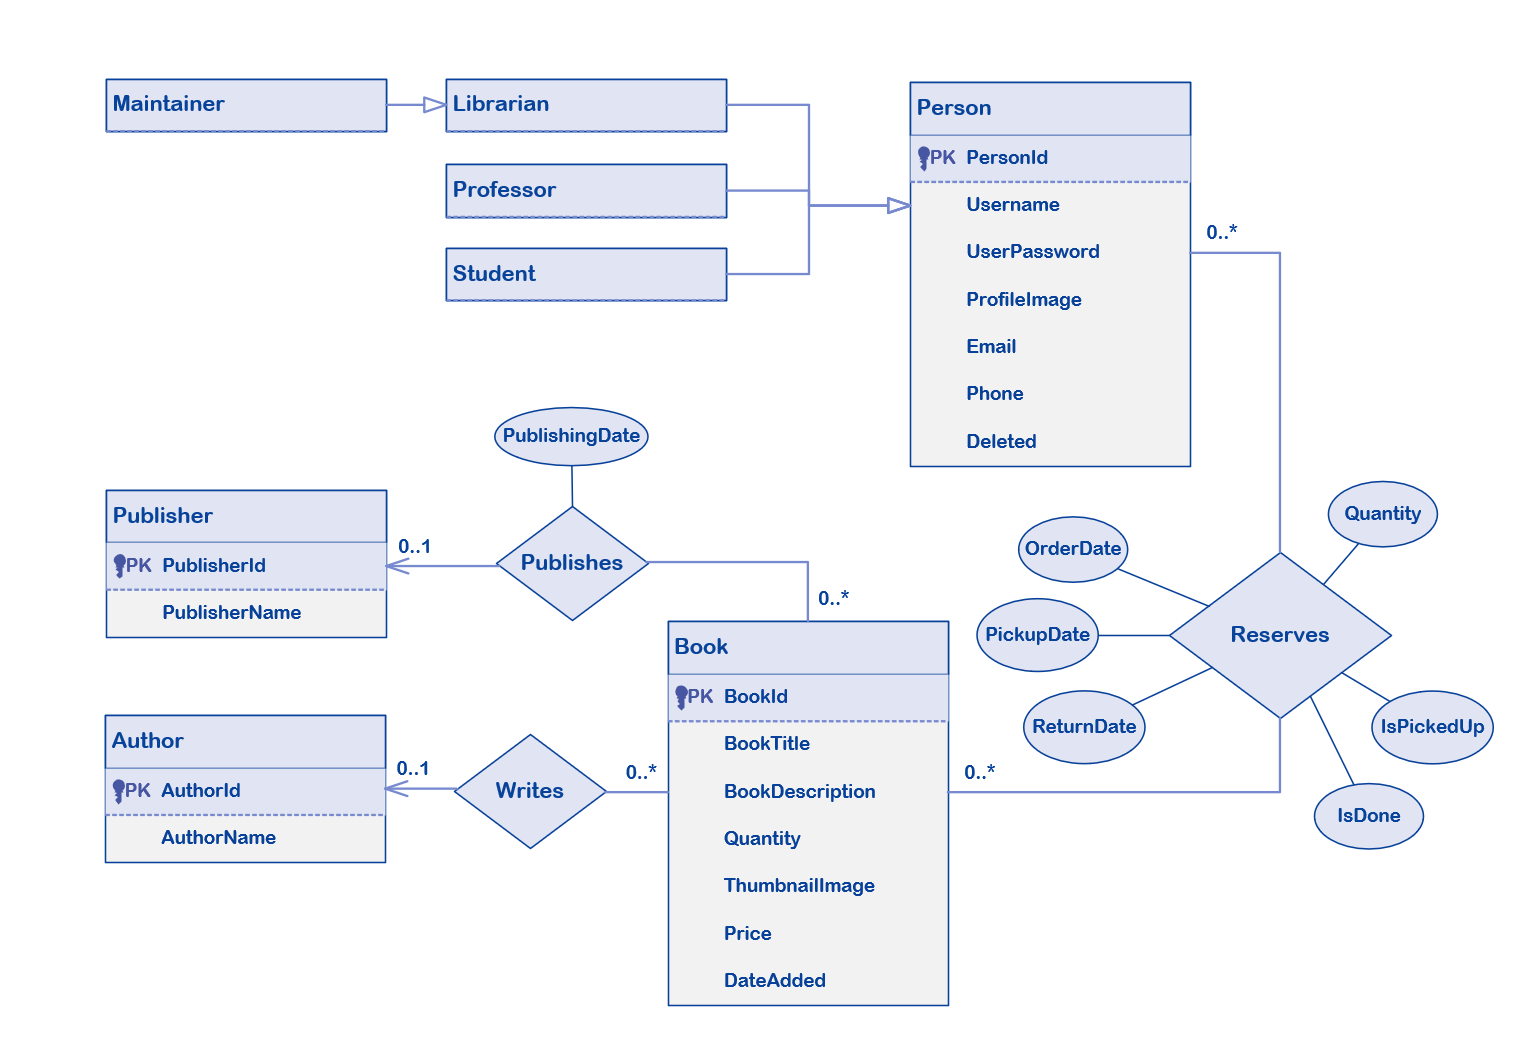 Maintainer
Librarian
Professor
Student
Person
PK PersonId
Username
UserPassword
ProfileImage
Email
Phone
Deleted
0..*
PublishingDate
Publisher
PK PublisherId
PublisherName
0..1
Publishes
0..*
OrderDate
PickupDate
ReturnDate
Quantity
Reserves
IsPickedUp
IsDone
Author
PK AuthorId
AuthorName
0..1
Writes
0..*
Book
PK BookId
BookTitle
BookDescription
Quantity
ThumbnailImage
Price
DateAdded
0..*